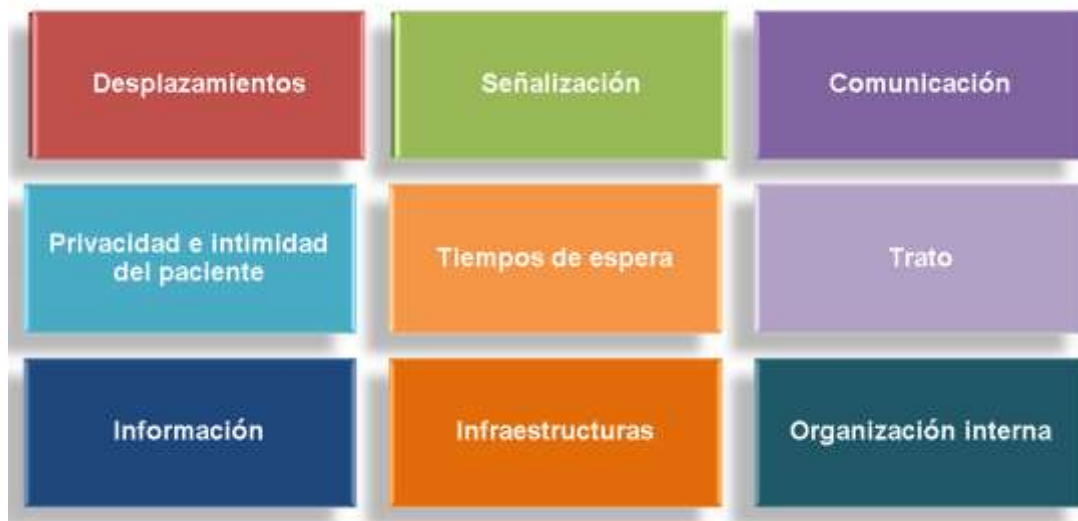 Desplazamientos
Señalización
Comunicación
Privacidad e intimidad
del paciente
Tiempos de espera
Trato
Información
Infraestructuras
Organización interna